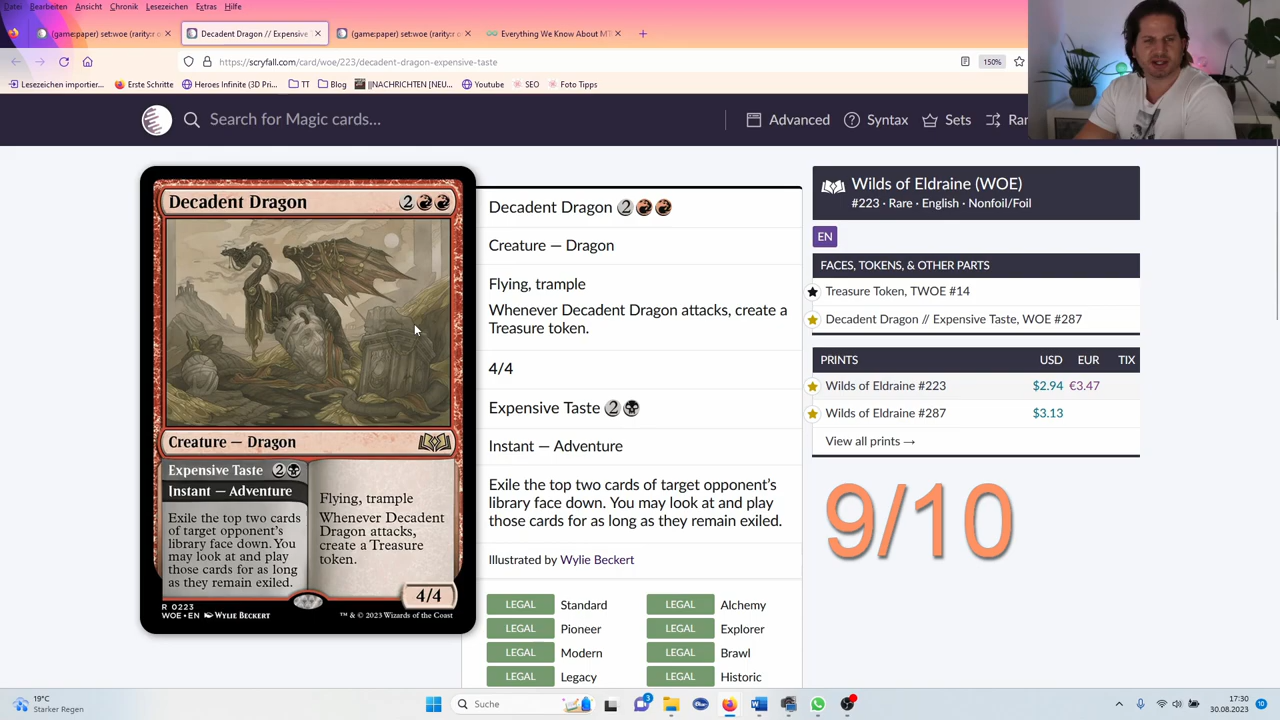 Datei Bearbeiten Ansicht Chronik Lesezeichen Extras Hilfe
(game:paper) set:woe (rarity:r o
Decadent Dragon // Expensive
(game:paper) set:woe (rarity:r o
Everything We Know About MT
https://scryfall.com/card/woe/223/decadent-dragon-expensive-taste
150%
Lesezeichen importier... Erste Schritte Heroes Infinite (3D Pri... TT Blog ||NACHRICHTEN [NEU... Youtube SEO Foto Tipps
Search for Magic cards...
Advanced Syntax Sets Rar
Decadent Dragon 2
Creature — Dragon
Expensive Taste 2
Instant — Adventure
Exile the top two cards
of target opponent's
library face down. You
may look at and play
those cards for as long
as they remain exiled.
Flying, trample
Whenever Decadent
Dragon attacks,
create a Treasure
token.
4/4
R 0223
WOE • EN WYLIE BECKERT
™ & © 2023 Wizards of the Coast
Decadent Dragon 2
Creature — Dragon
Flying, trample
Whenever Decadent Dragon attacks, create a
Treasure token.
4/4
Expensive Taste 2
Instant — Adventure
Exile the top two cards of target opponent's
library face down. You may look at and play
those cards for as long as they remain exiled.
Illustrated by Wylie Beckert
LEGAL Standard LEGAL Alchemy
LEGAL Pioneer LEGAL Explorer
LEGAL Modern LEGAL Brawl
LEGAL Legacy LEGAL Historic
Wilds of Eldraine (WOE)
#223 • Rare • English • Nonfoil/Foil
EN
FACES, TOKENS, & OTHER PARTS
Treasure Token, TWOE #14
Decadent Dragon // Expensive Taste, WOE #287
PRINTS USD EUR TIX
Wilds of Eldraine #223 $2.94 €3.47
Wilds of Eldraine #287 $3.13
View all prints →
9/10
19°C
Starker Regen
Suche
3
17:30
30.08.2023
10